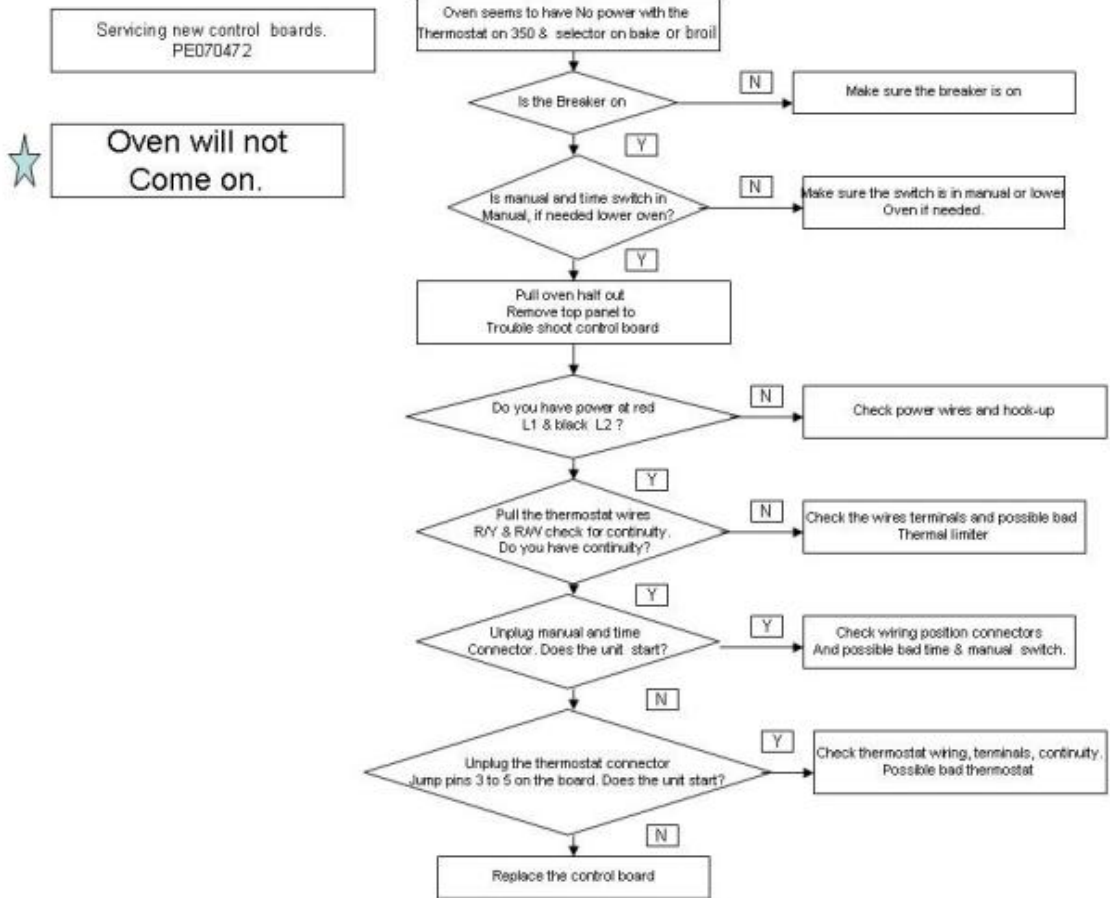 Servicing new control boards.
PE070472
Oven will not
Come on.
Oven seems to have No power with the
Thermostat on 350 & selector on bake or broil
Is the Breaker on
N
Make sure the breaker is on
Y
Is manual and time switch in
Manual, if needed lower oven?
N
Make sure the switch is in manual or lower
Oven if needed.
Y
Pull oven half out
Remove top panel to
Trouble shoot control board
Do you have power at red
L1 & black L2 ?
N
Check power wires and hook-up
Y
Pull the thermostat wires
R/Y & R/W check for continuity.
Do you have continuity?
N
Check the wires terminals and possible bad
Thermal limiter
Y
Unplug manual and time
Connector. Does the unit start?
Y
Check wiring position connectors
And possible bad time & manual switch.
N
Unplug the thermostat connector
Jump pins 3 to 5 on the board. Does the unit start?
Y
Check thermostat wiring, terminals, continuity.
Possible bad thermostat
N
Replace the control board